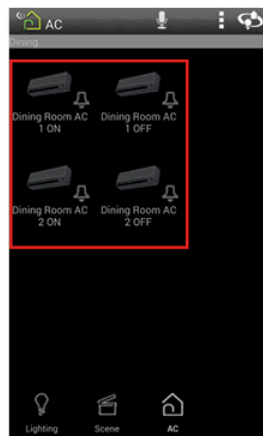 AC
Dining
Dining Room AC
1 ON
Dining Room AC
1 OFF
Dining Room AC
2 ON
Dining Room AC
2 OFF
Lighting
Scene
AC